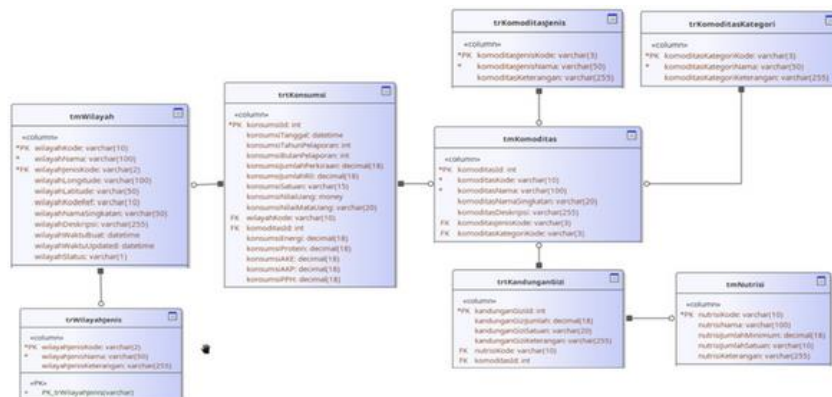 trKomoditasJenis
«column»
*PK komoditasJenisKode: varchar(3)
* komoditasJenisNama: varchar(50)
komoditasKeterangan: varchar(255)
trKomoditasKategori
«column»
*PK komoditasKategoriKode: varchar(3)
* komoditasKategoriNama: varchar(50)
komoditasKategoriKeterangan: varchar(255)
tmWilayah
«column»
*PK wilayahKode: varchar(10)
* wilayahNama: varchar(100)
*FK wilayahJenisKode: varchar(2)
wilayahLongitude: varchar(100)
wilayahLatitude: varchar(50)
wilayahKodeRef: varchar(10)
wilayahNamaSingkatan: varchar(50)
wilayahDeskripsi: varchar(255)
wilayahWaktuBuat: datetime
wilayahWaktuUpdated: datetime
wilayahStatus: varchar(1)
trtKonsumsi
«column»
*PK konsumsiId: int
konsumsiTanggal: datetime
konsumsiTahunPelaporan: int
konsumsiBulanPelaporan: int
konsumsiJumlahPerkiraan: decimal(18)
konsumsiJumlahRil: decimal(18)
konsumsiSatuan: varchar(15)
konsumsiNilaiUang: money
konsumsiNilaiMataUang: varchar(20)
FK wilayahKode: varchar(10)
FK komoditasId: int
konsumsiEnergi: decimal(18)
konsumsiProtein: decimal(18)
konsumsiAKE: decimal(18)
konsumsiAKP: decimal(18)
konsumsiPPH: decimal(18)
tmKomoditas
«column»
*PK komoditasId: int
* komoditasKode: varchar(10)
* komoditasNama: varchar(100)
komoditasNamaSingkatan: varchar(20)
komoditasDeskripsi: varchar(255)
FK komoditasJenisKode: varchar(3)
FK komoditasKategoriKode: varchar(3)
trWilayahJenis
«column»
*PK wilayahJenisKode: varchar(2)
* wilayahJenisNama: varchar(50)
wilayahJenisKeterangan: varchar(255)
«PK»
+ PK_trWilayahJenis(varchar)
trtKandunganGizi
«column»
*PK kandunganGiziId: int
kandunganGiziJumlah: decimal(18)
kandunganGiziSatuan: varchar(20)
kandunganGiziKeterangan: varchar(255)
FK nutrisiKode: varchar(10)
FK komoditasId: int
tmNutrisi
«column»
*PK nutrisiKode: varchar(10)
nutrisiNama: varchar(100)
nutrisiJumlahMinimum: decimal(18)
nutrisiJumlahSatuan: varchar(10)
nutrisiKeterangan: varchar(255)